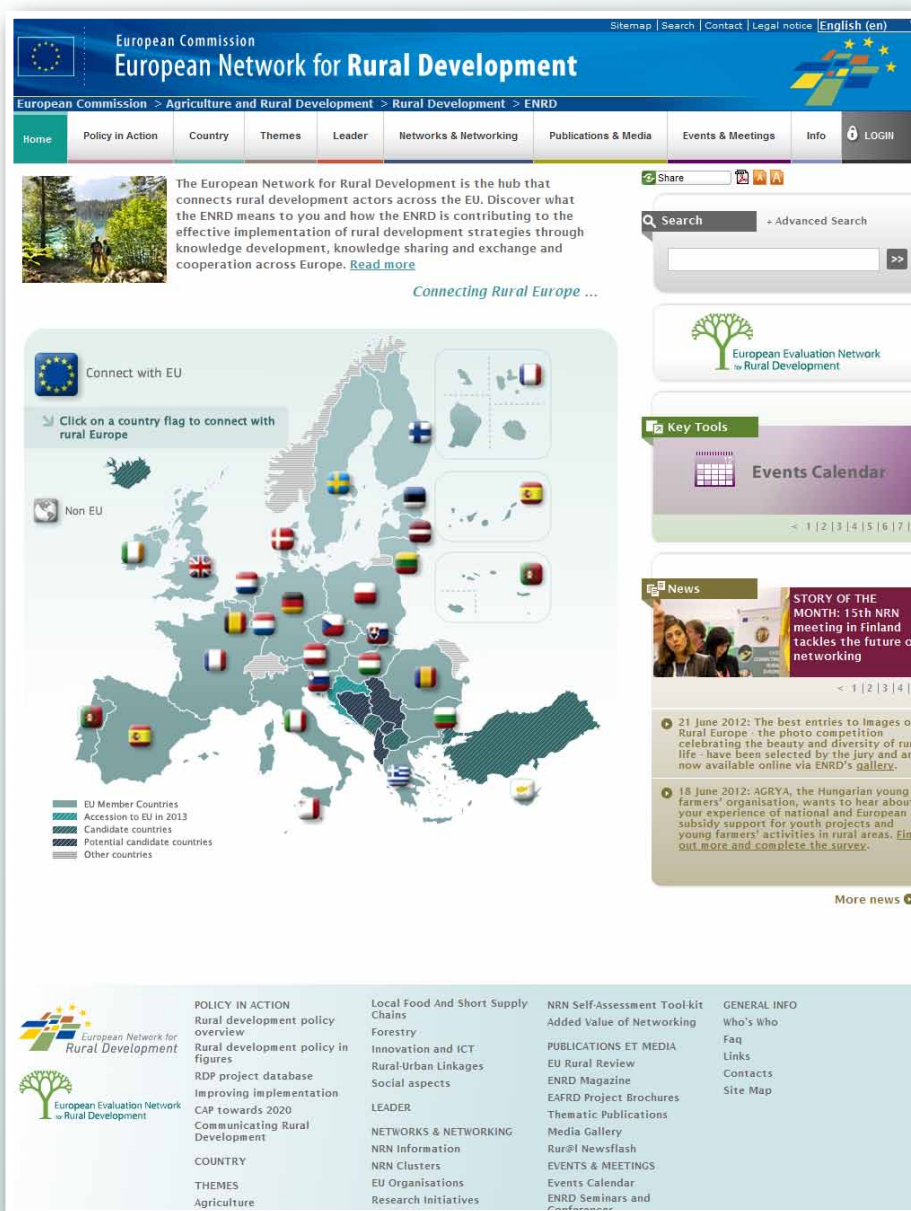 Sitemap | Search | Contact | Legal notice English (en)
European Commission
European Network for Rural Development
European Commission > Agriculture and Rural Development > Rural Development > ENRD
Home Policy in Action Country Themes Leader Networks & Networking Publications & Media Events & Meetings Info LOGIN
The European Network for Rural Development is the hub that
connects rural development actors across the EU. Discover what
the ENRD means to you and how the ENRD is contributing to the
effective implementation of rural development strategies through
knowledge development, knowledge sharing and exchange and
cooperation across Europe. Read more
Connecting Rural Europe ...
Share A A
Search + Advanced Search
>>
European Evaluation Network
for Rural Development
Connect with EU
Click on a country flag to connect with
rural Europe
Non EU
EU Member Countries
Accession to EU in 2013
Candidate countries
Potential candidate countries
Other countries
Key Tools
Events Calendar
< 1 | 2 | 3 | 4 | 5 | 6 | 7 |
News
STORY OF THE
MONTH: 15th NRN
meeting in Finland
tackles the future o
networking
< 1 | 2 | 3 | 4 |
21 June 2012: The best entries to Images o
Rural Europe - the photo competition
celebrating the beauty and diversity of rur
life - have been selected by the jury and ar
now available online via ENRD's gallery.
18 June 2012: AGRYA, the Hungarian young
farmers' organisation, wants to hear about
your experience of national and European
subsidy support for youth projects and
young farmers' activities in rural areas. Fin
out more and complete the survey.
More news
European Network for
Rural Development
European Evaluation Network
for Rural Development
POLICY IN ACTION
Rural development policy
overview
Rural development policy in
figures
RDP project database
Improving implementation
CAP towards 2020
Communicating Rural
Development
COUNTRY
THEMES
Agriculture
Local Food And Short Supply
Chains
Forestry
Innovation and ICT
Rural-Urban Linkages
Social aspects
LEADER
NETWORKS & NETWORKING
NRN Information
NRN Clusters
EU Organisations
Research Initiatives
NRN Self-Assessment Tool-kit
Added Value of Networking
PUBLICATIONS ET MEDIA
EU Rural Review
ENRD Magazine
EAFRD Project Brochures
Thematic Publications
Media Gallery
Rur@l Newsflash
EVENTS & MEETINGS
Events Calendar
ENRD Seminars and
Conferences
GENERAL INFO
Who's Who
Faq
Links
Contacts
Site Map